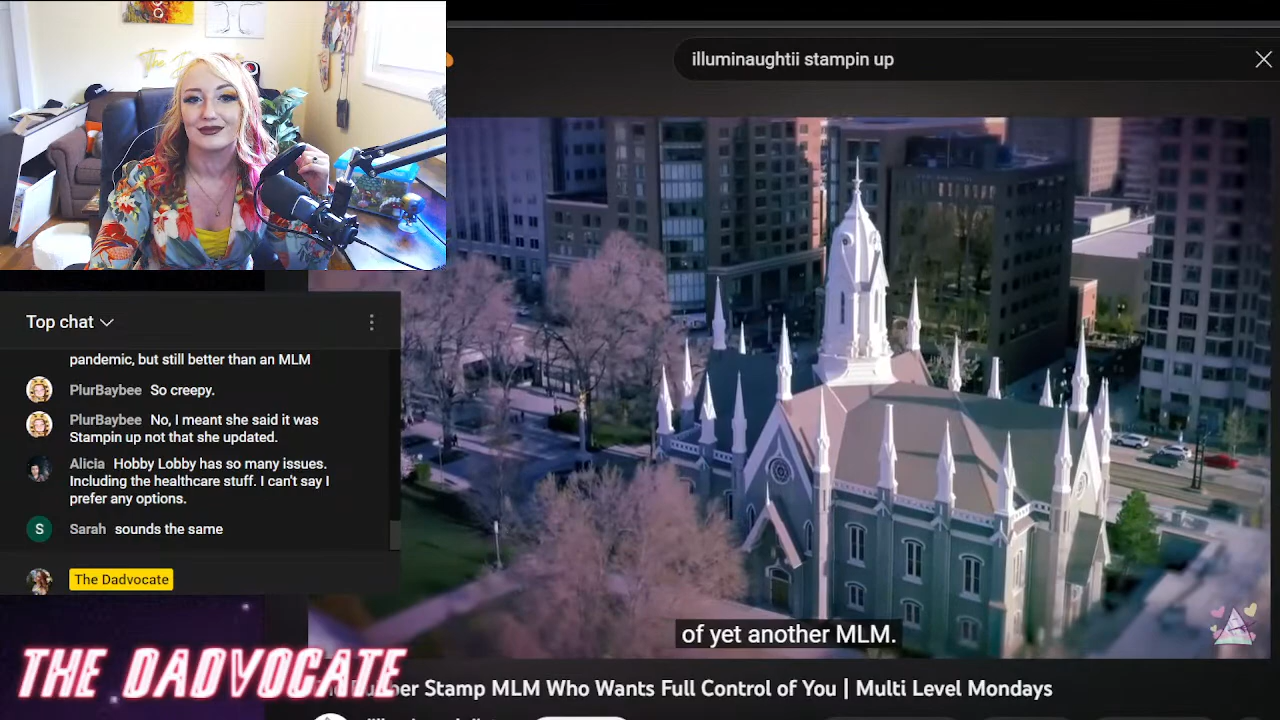 illuminaughtii stampin up
Top chat
pandemic, but still better than an MLM
PlurBaybee So creepy.
PlurBaybee No, I meant she said it was
Stampin up not that she updated.
Alicia Hobby Lobby has so many issues.
Including the healthcare stuff. I can't say I
prefer any options.
S Sarah sounds the same
The Dadvocate
of yet another MLM.
THE DADVOCATE
Stamp MLM Who Wants Full Control of You | Multi Level Mondays